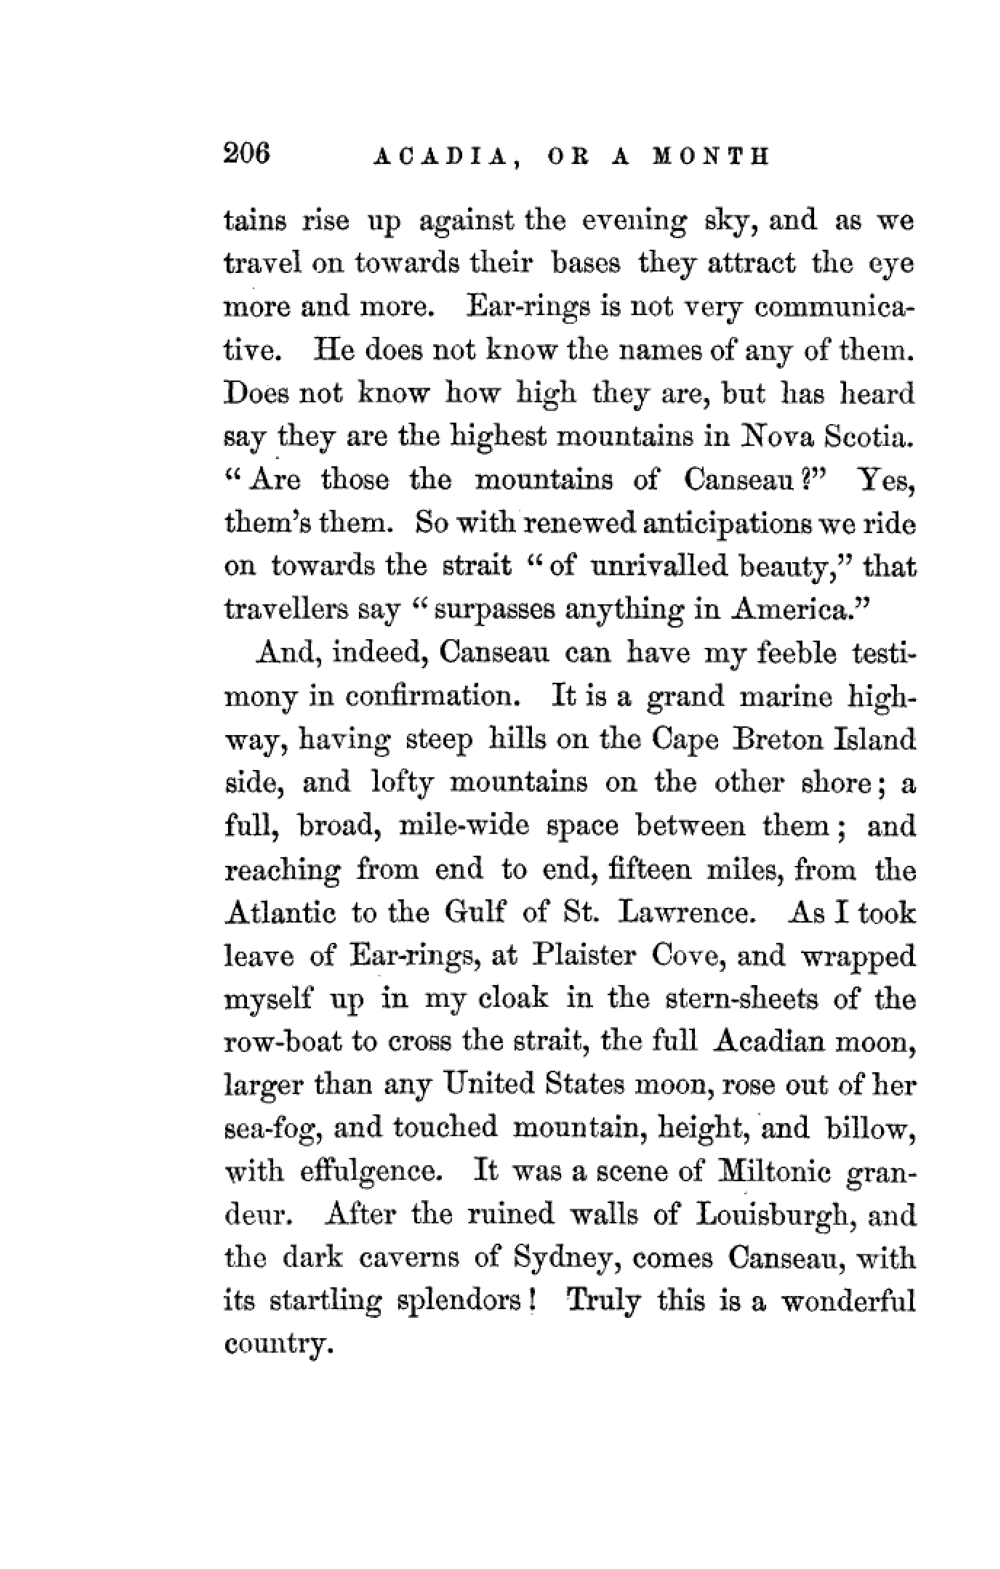 206 ACADIA, OR A MONTH
tains rise up against the evening sky, and as we
travel on towards their bases they attract the eye
more and more. Ear-rings is not very communica-
tive. He does not know the names of any of them.
Does not know how high they are, but has heard
say they are the highest mountains in Nova Scotia.
“Are those the mountains of Canseau?” Yes,
them’s them. So with renewed anticipations we ride
on towards the strait “of unrivalled beauty,” that
travellers say “surpasses anything in America.”
And, indeed, Canseau can have my feeble testi-
mony in confirmation. It is a grand marine high-
way, having steep hills on the Cape Breton Island
side, and lofty mountains on the other shore; a
full, broad, mile-wide space between them; and
reaching from end to end, fifteen miles, from the
Atlantic to the Gulf of St. Lawrence. As I took
leave of Ear-rings, at Plaister Cove, and wrapped
myself up in my cloak in the stern-sheets of the
row-boat to cross the strait, the full Acadian moon,
larger than any United States moon, rose out of her
sea-fog, and touched mountain, height, and billow,
with effulgence. It was a scene of Miltonic gran-
deur. After the ruined walls of Louisburgh, and
the dark caverns of Sydney, comes Canseau, with
its startling splendors! Truly this is a wonderful
country.